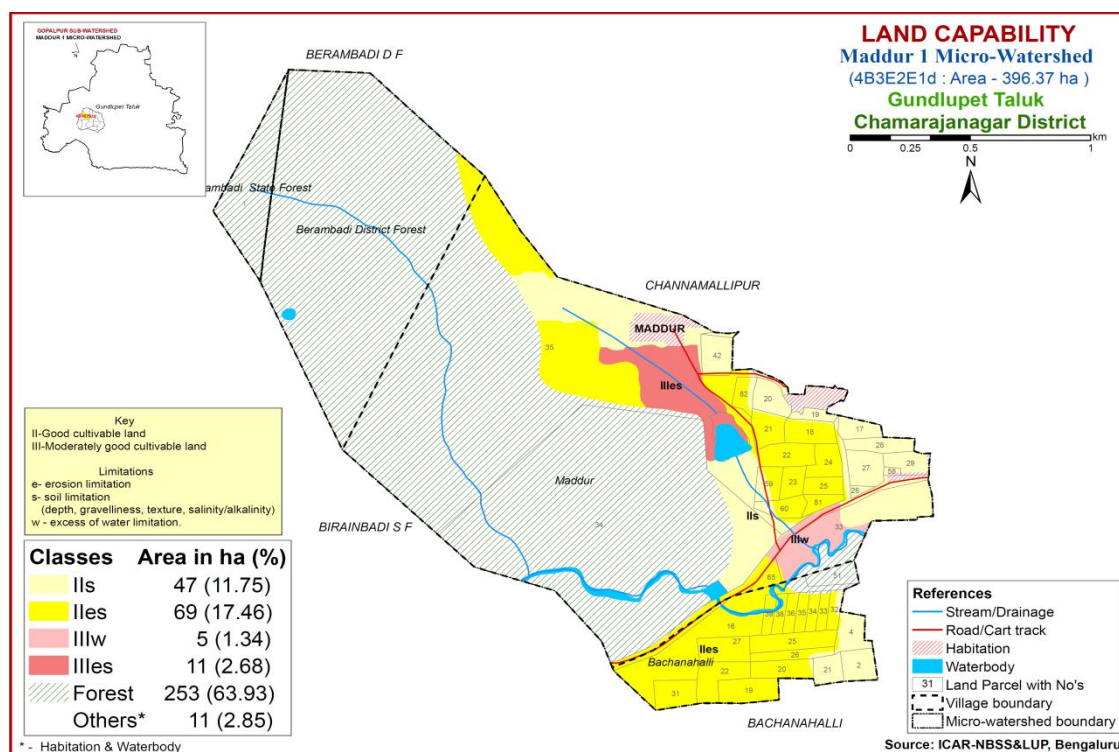 GOPALPUR SUB-WATERSHED
MADDUR 1 MICRO-WATERSHED
N
Gundlupet Taluk
LAND CAPABILITY
Maddur 1 Micro-Watershed
(4B3E2E1d : Area - 396.37 ha )
Gundlupet Taluk
Chamarajanagar District
km
0 0.25 0.5 1
N
BERAMBADI D F
ambadi State Forest
1
Berambadi District Forest
CHANNAMALLIPUR
MADDUR
35
42
IIIes
82
20
19
21
18
17
28
22
24
27
29
58
59
23
25
26
60
81
Maddur
IIs
34
IIIw
33
BIRAINBADI S F
65
51
39 38 36 35 34 33 32
16
27
25
4
IIes
26
Bachanahalli
22
20
21
2
31
19
BACHANAHALLI
Key
II-Good cultivable land
III-Moderately good cultivable land
Limitations
e- erosion limitation
s- soil limitation
(depth, gravelliness, texture, salinity/alkalinity)
w - excess of water limitation.
Classes Area in ha (%)
IIs 47 (11.75)
IIes 69 (17.46)
IIIw 5 (1.34)
IIIes 11 (2.68)
Forest 253 (63.93)
Others* 11 (2.85)
* - Habitation & Waterbody
References
Stream/Drainage
Road/Cart track
Habitation
Waterbody
31 Land Parcel with No's
Village boundary
Micro-watershed boundary
Source: ICAR-NBSS&LUP, Bengaluru